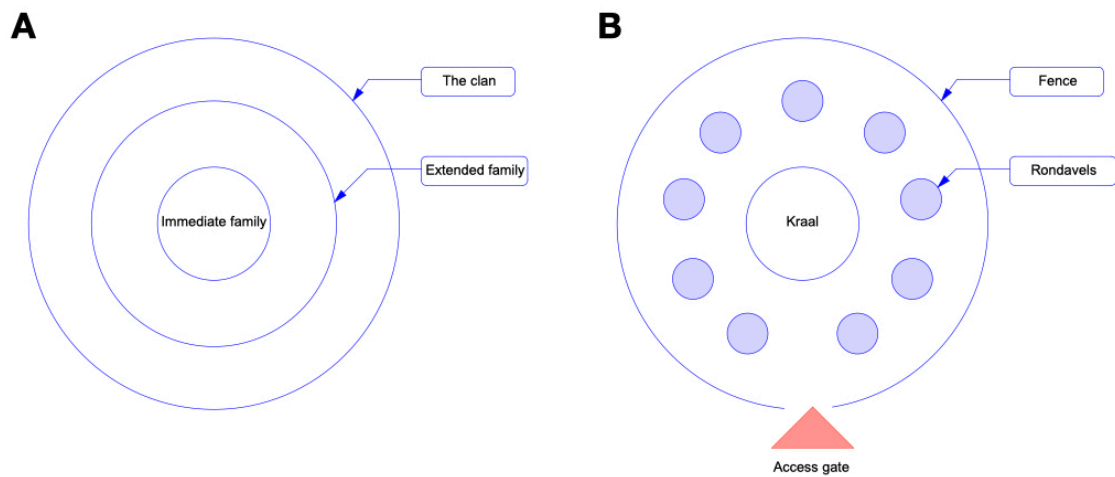 A
The clan
Extended family
Immediate family
B
Fence
Rondavels
Kraal
Access gate